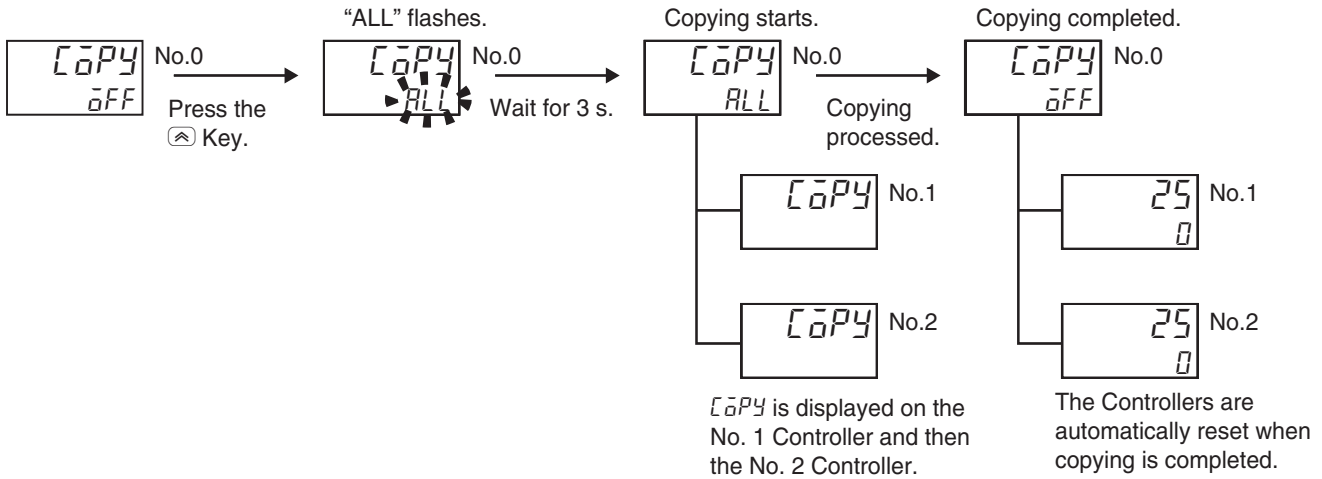 "ALL" flashes.
Copying starts.
Copying completed.
CoPY
oFF
No.0
Press the
Key.
CoPY
ALL
No.0
Wait for 3 s.
CoPY
ALL
No.0
Copying
processed.
CoPY
oFF
No.0
CoPY No.1
25 No.1
0
CoPY No.2
25 No.2
0
CoPY is displayed on the
No. 1 Controller and then
the No. 2 Controller.
The Controllers are
automatically reset when
copying is completed.